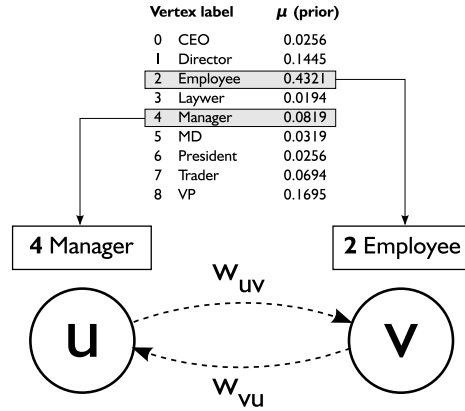 Vertex label μ (prior)
0 CEO 0.0256
1 Director 0.1445
2 Employee 0.4321
3 Laywer 0.0194
4 Manager 0.0819
5 MD 0.0319
6 President 0.0256
7 Trader 0.0694
8 VP 0.1695
4 Manager
2 Employee
w_uv
u
v
w_vu